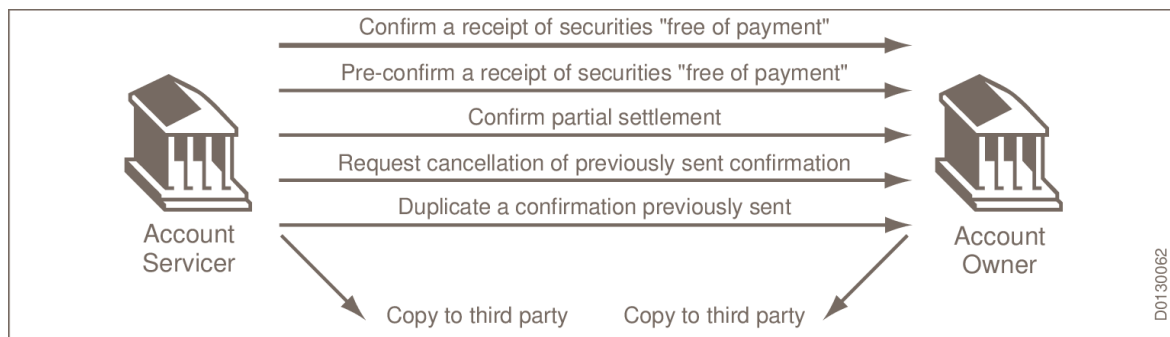 Confirm a receipt of securities "free of payment"
Pre-confirm a receipt of securities "free of payment"
Confirm partial settlement
Request cancellation of previously sent confirmation
Duplicate a confirmation previously sent
Account
Servicer
Account
Owner
Copy to third party
Copy to third party
D0130062